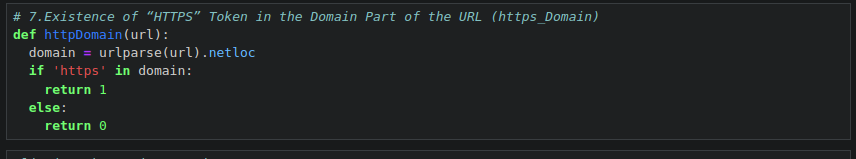 # 7.Existence of “HTTPS” Token in the Domain Part of the URL (https_Domain)
def httpDomain(url):
  domain = urlparse(url).netloc
  if 'https' in domain:
    return 1
  else:
    return 0